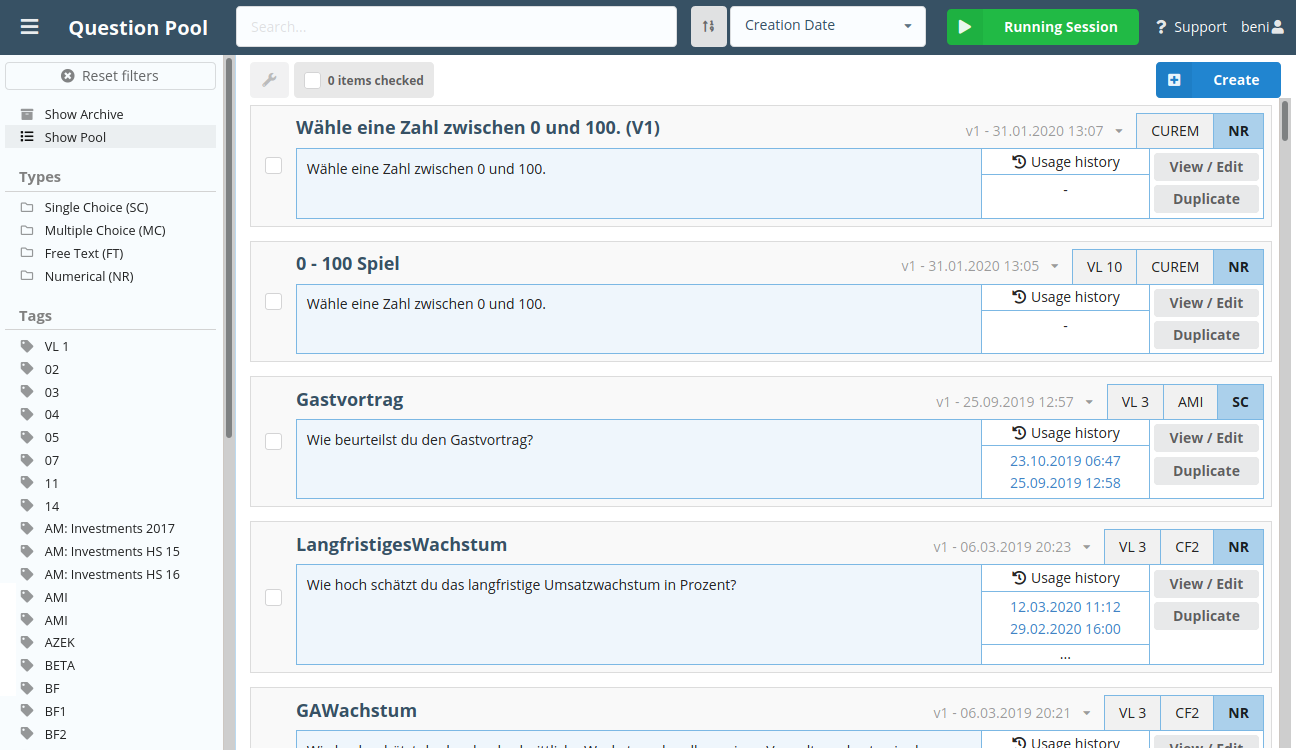 Question Pool
Search...
Creation Date
Running Session
? Support
beni
Reset filters
Show Archive
Show Pool
Types
Single Choice (SC)
Multiple Choice (MC)
Free Text (FT)
Numerical (NR)
Tags
VL 1
02
03
04
05
07
11
14
AM: Investments 2017
AM: Investments HS 15
AM: Investments HS 16
AMI
AMI
AZEK
BETA
BF
BF1
BF2
0 items checked
Create
Wähle eine Zahl zwischen 0 und 100. (V1)
v1 - 31.01.2020 13:07
CUREM
NR
Wähle eine Zahl zwischen 0 und 100.
Usage history
-
View / Edit
Duplicate
0 - 100 Spiel
v1 - 31.01.2020 13:05
VL 10
CUREM
NR
Wähle eine Zahl zwischen 0 und 100.
Usage history
-
View / Edit
Duplicate
Gastvortrag
v1 - 25.09.2019 12:57
VL 3
AMI
SC
Wie beurteilst du den Gastvortrag?
Usage history
23.10.2019 06:47
25.09.2019 12:58
View / Edit
Duplicate
LangfristigesWachstum
v1 - 06.03.2019 20:23
VL 3
CF2
NR
Wie hoch schätzt du das langfristige Umsatzwachstum in Prozent?
Usage history
12.03.2020 11:12
29.02.2020 16:00
...
View / Edit
Duplicate
GAWachstum
v1 - 06.03.2019 20:21
VL 3
CF2
NR
Usage history
View / Edit